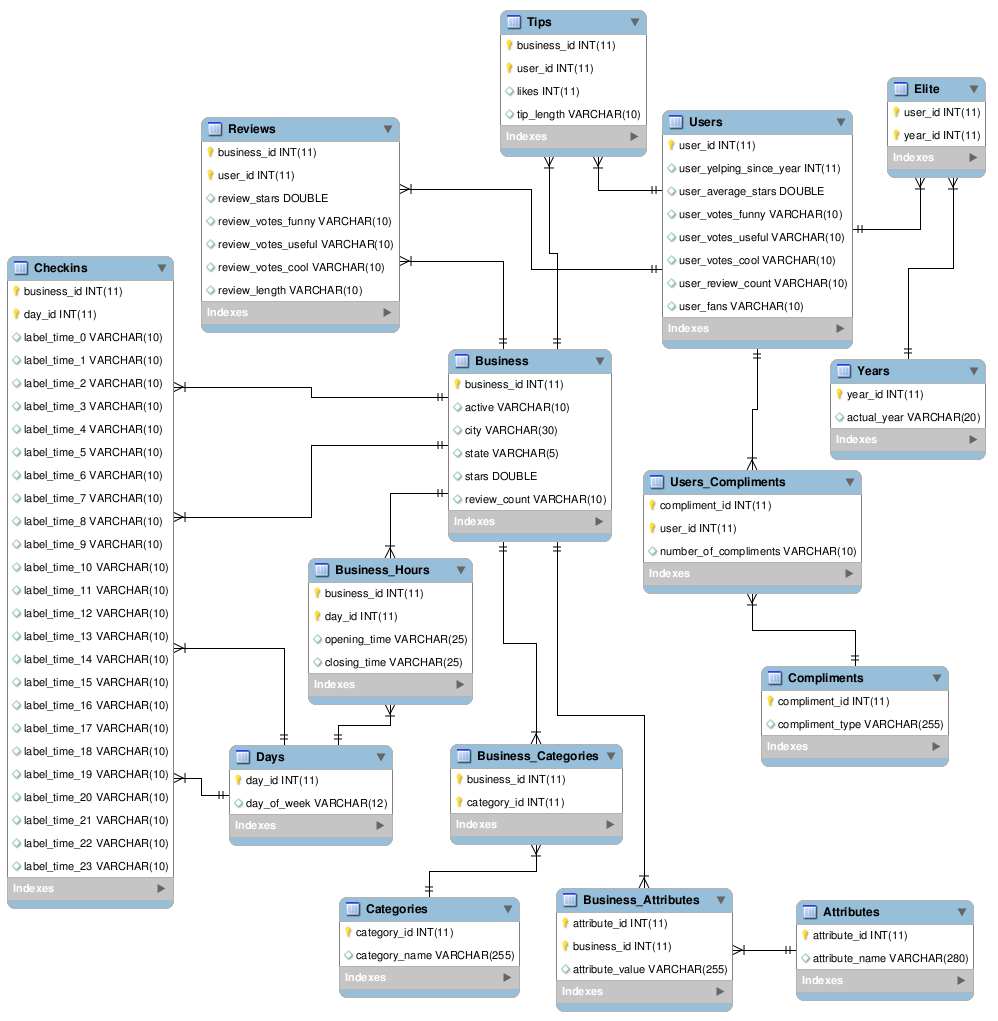 Tips
business_id INT(11)
user_id INT(11)
likes INT(11)
tip_length VARCHAR(10)
Indexes
Elite
user_id INT(11)
year_id INT(11)
Indexes
Users
user_id INT(11)
user_yelping_since_year INT(11)
user_average_stars DOUBLE
user_votes_funny VARCHAR(10)
user_votes_useful VARCHAR(10)
user_votes_cool VARCHAR(10)
user_review_count VARCHAR(10)
user_fans VARCHAR(10)
Indexes
Reviews
business_id INT(11)
user_id INT(11)
review_stars DOUBLE
review_votes_funny VARCHAR(10)
review_votes_useful VARCHAR(10)
review_votes_cool VARCHAR(10)
review_length VARCHAR(10)
Indexes
Checkins
business_id INT(11)
day_id INT(11)
label_time_0 VARCHAR(10)
label_time_1 VARCHAR(10)
label_time_2 VARCHAR(10)
label_time_3 VARCHAR(10)
label_time_4 VARCHAR(10)
label_time_5 VARCHAR(10)
label_time_6 VARCHAR(10)
label_time_7 VARCHAR(10)
label_time_8 VARCHAR(10)
label_time_9 VARCHAR(10)
label_time_10 VARCHAR(10)
label_time_11 VARCHAR(10)
label_time_12 VARCHAR(10)
label_time_13 VARCHAR(10)
label_time_14 VARCHAR(10)
label_time_15 VARCHAR(10)
label_time_16 VARCHAR(10)
label_time_17 VARCHAR(10)
label_time_18 VARCHAR(10)
label_time_19 VARCHAR(10)
label_time_20 VARCHAR(10)
label_time_21 VARCHAR(10)
label_time_22 VARCHAR(10)
label_time_23 VARCHAR(10)
Indexes
Business
business_id INT(11)
active VARCHAR(10)
city VARCHAR(30)
state VARCHAR(5)
stars DOUBLE
review_count VARCHAR(10)
Indexes
Years
year_id INT(11)
actual_year VARCHAR(20)
Indexes
Users_Compliments
compliment_id INT(11)
user_id INT(11)
number_of_compliments VARCHAR(10)
Indexes
Business_Hours
business_id INT(11)
day_id INT(11)
opening_time VARCHAR(25)
closing_time VARCHAR(25)
Indexes
Compliments
compliment_id INT(11)
compliment_type VARCHAR(255)
Indexes
Days
day_id INT(11)
day_of_week VARCHAR(12)
Indexes
Business_Categories
business_id INT(11)
category_id INT(11)
Indexes
Categories
category_id INT(11)
category_name VARCHAR(255)
Indexes
Business_Attributes
attribute_id INT(11)
business_id INT(11)
attribute_value VARCHAR(255)
Indexes
Attributes
attribute_id INT(11)
attribute_name VARCHAR(280)
Indexes